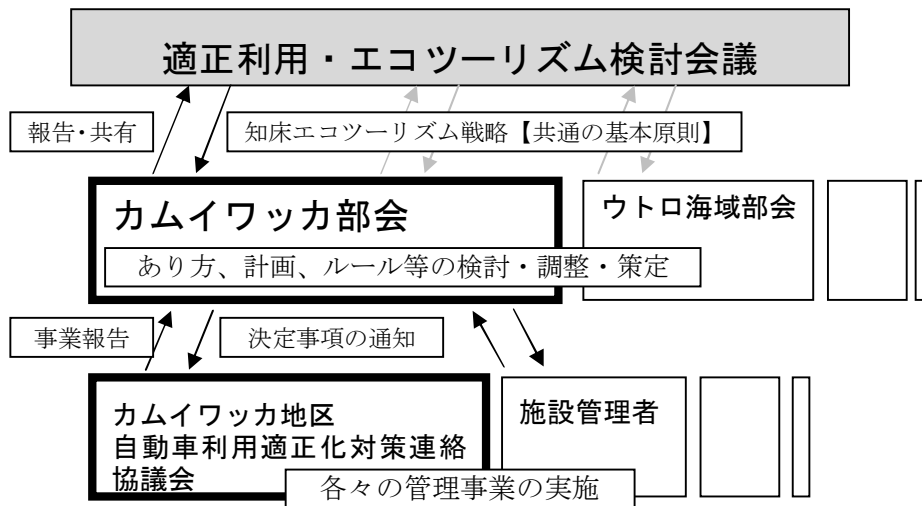 適正利用・エコツーリズム検討会議
報告・共有
知床エコツーリズム戦略【共通の基本原則】
カムイワッカ部会
ウトロ海域部会
あり方、計画、ルール等の検討・調整・策定
事業報告
決定事項の通知
カムイワッカ地区
自動車利用適正化対策連絡
協議会
施設管理者
各々の管理事業の実施